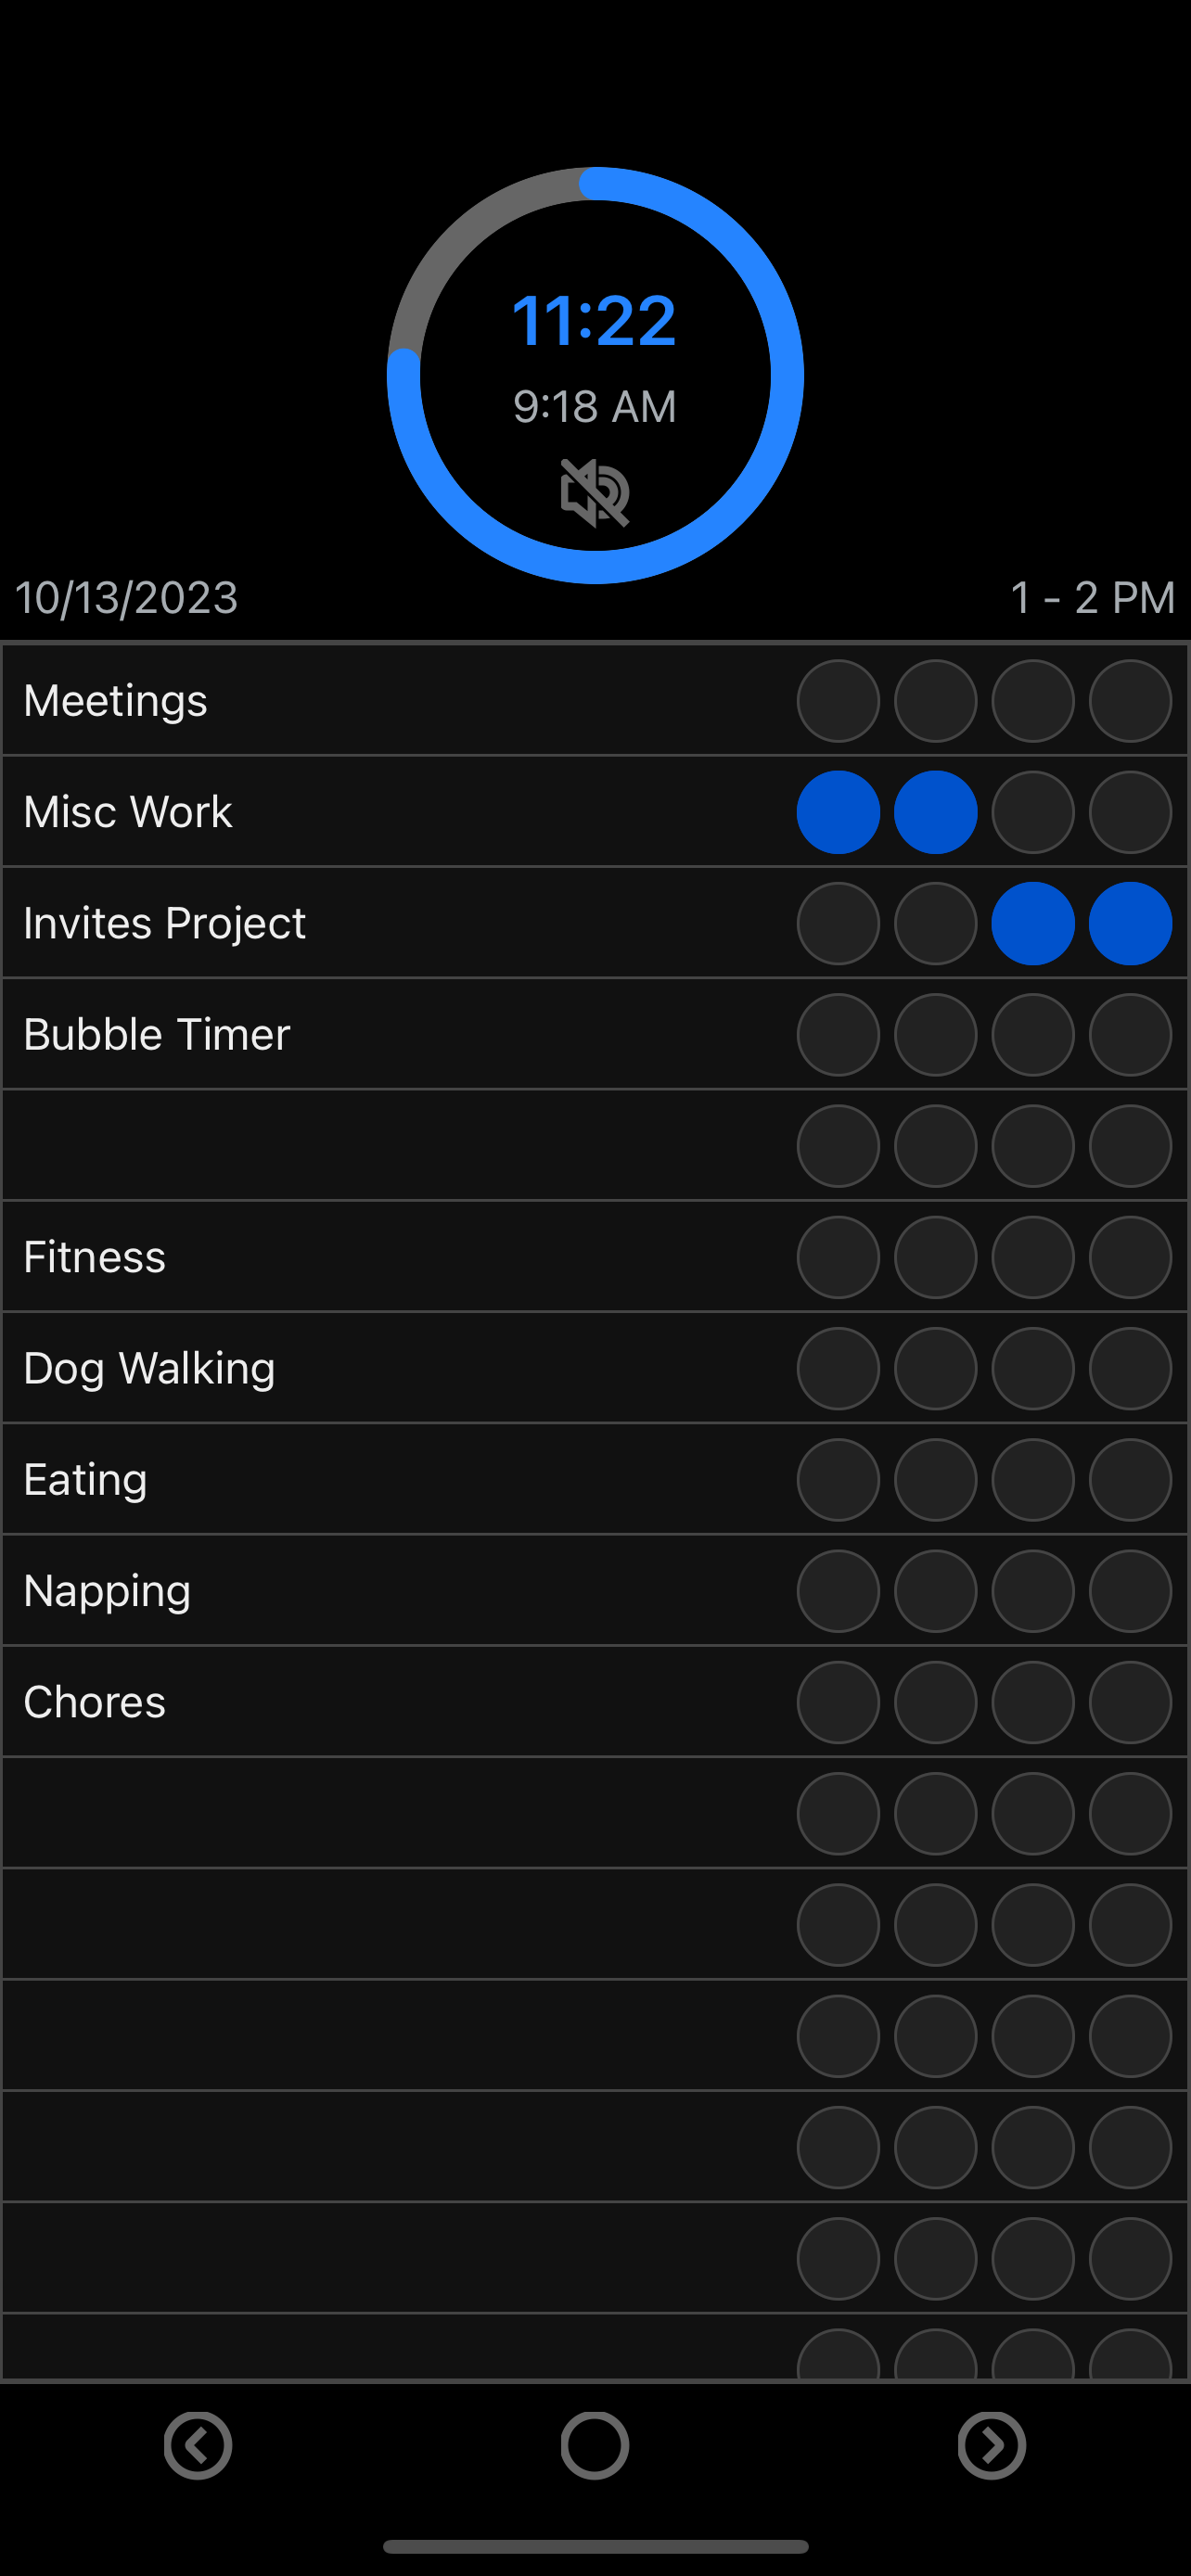 11:22
9:18 AM
10/13/2023
1 - 2 PM
Meetings
Misc Work
Invites Project
Bubble Timer
Fitness
Dog Walking
Eating
Napping
Chores